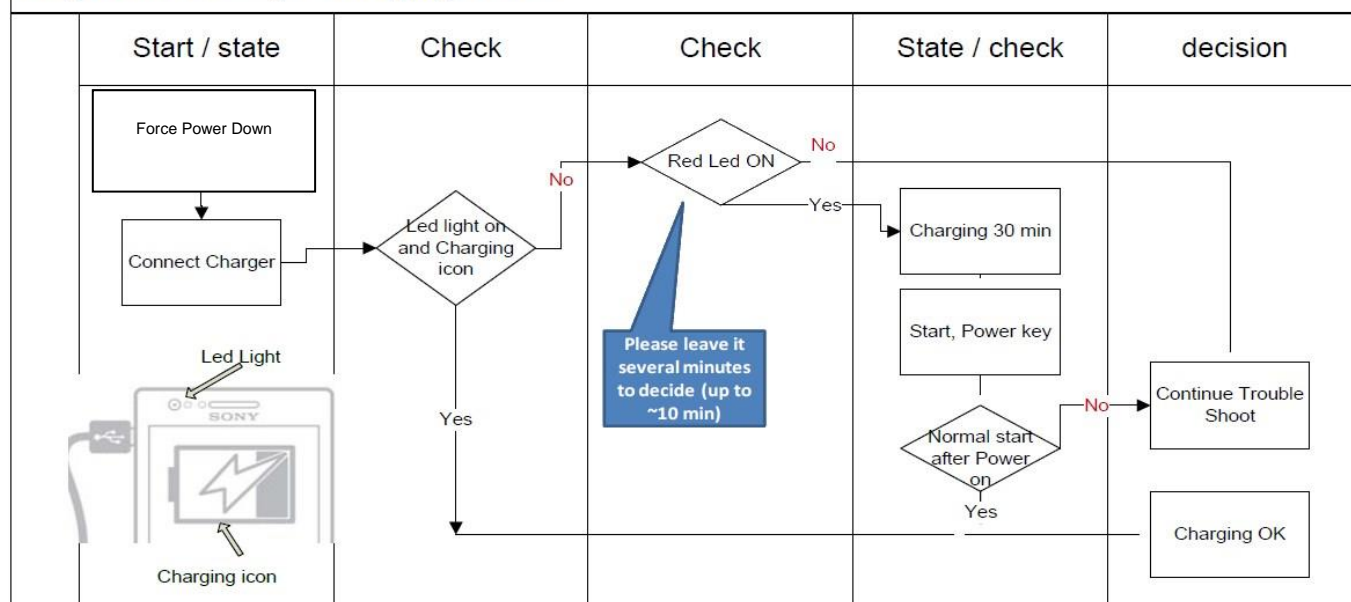 Start / state
Check
Check
State / check
decision
Force Power Down
Connect Charger
Led light on
and Charging
icon
No
Yes
Red Led ON
No
Yes
Please leave it
several minutes
to decide (up to
~10 min)
Charging 30 min
Start, Power key
Normal start
after Power
on
No
Yes
Continue Trouble
Shoot
Charging OK
Led Light
SONY
Charging icon